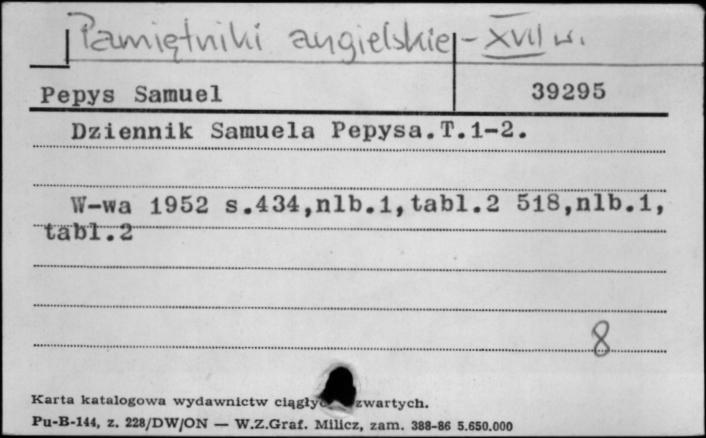 Pamiętniki angielskie - XVII w.
Pepys Samuel 39295
Dziennik Samuela Pepysa.T.1-2.
W-wa 1952 s.434,nlb.1,tabl.2 518,nlb.1,
tabl.2
8
Karta katalogowa wydawnictw zwartych.
Pu-B-144, z. 228/DW/ON — W.Z.Graf. Milicz, zam. 388-86 5.650.000